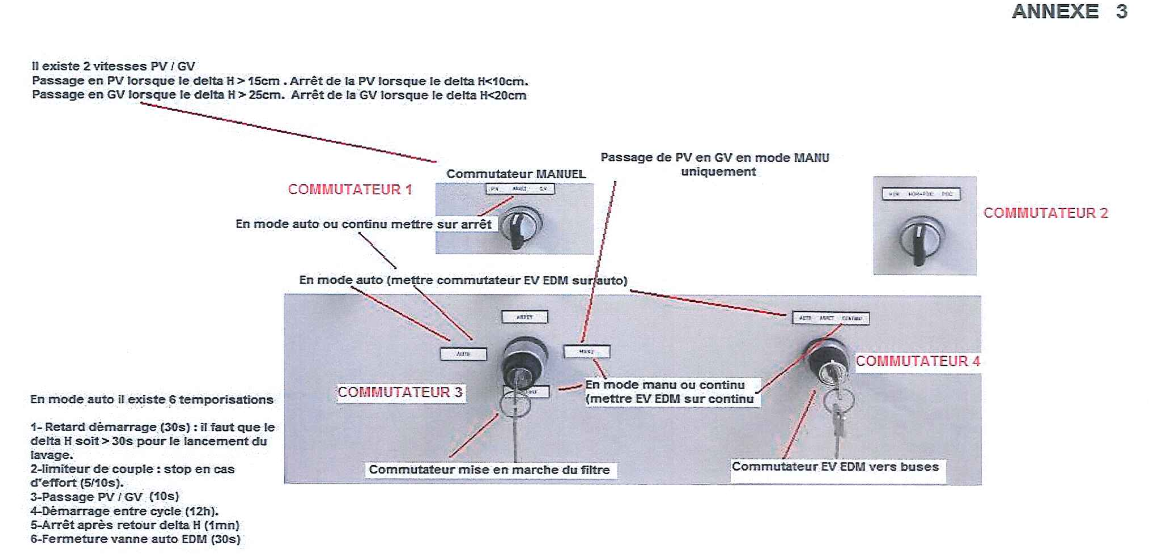 ANNEXE 3
Il existe 2 vitesses PV / GV
Passage en PV lorsque le delta H > 15cm . Arrêt de la PV lorsque le delta H<10cm.
Passage en GV lorsque le delta H > 25cm. Arrêt de la GV lorsque le delta H<20cm
Passage de PV en GV en mode MANU
uniquement
Commutateur MANUEL
COMMUTATEUR 1
PV ARRET GV
COMMUTATEUR 2
En mode auto ou continu mettre sur arrêt
En mode auto (mettre commutateur EV EDM sur auto)
ARRET
AUTO ARRET CONTINU
AUTO
MANU
COMMUTATEUR 4
COMMUTATEUR 3
En mode manu ou continu
(mettre EV EDM sur continu
Commutateur mise en marche du filtre
Commutateur EV EDM vers buses
En mode auto il existe 6 temporisations
1- Retard démarrage (30s) : il faut que le
delta H soit > 30s pour le lancement du
lavage.
2-limiteur de couple : stop en cas
d'effort (5/10s).
3-Passage PV / GV (10s)
4-Démarrage entre cycle (12h).
5-Arrêt après retour delta H (1mn)
6-Fermeture vanne auto EDM (30s)